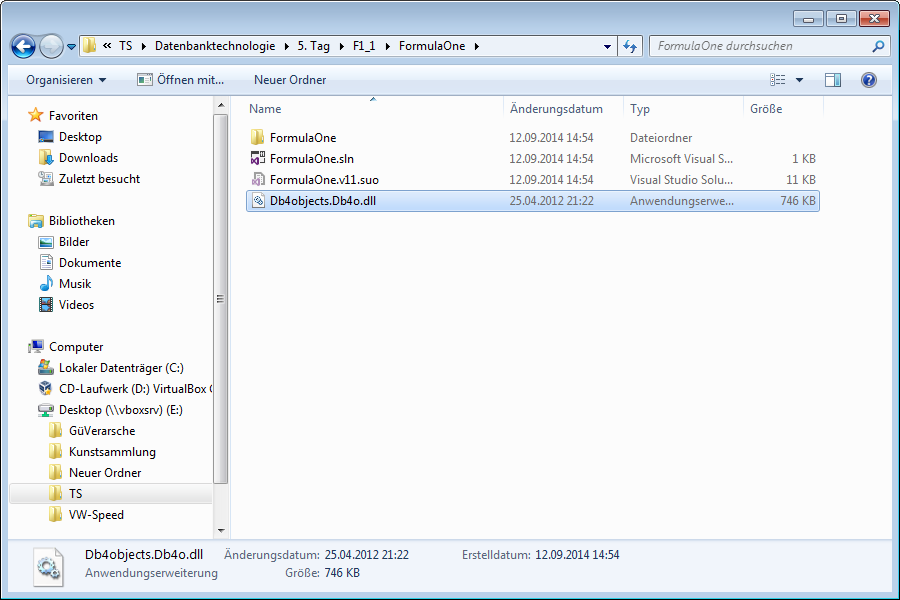 « TS ▸ Datenbanktechnologie ▸ 5. Tag ▸ F1_1 ▸ FormulaOne ▸
FormulaOne durchsuchen
Organisieren Öffnen mit... Neuer Ordner
Favoriten
Desktop
Downloads
Zuletzt besucht
Bibliotheken
Bilder
Dokumente
Musik
Videos
Computer
Lokaler Datenträger (C:)
CD-Laufwerk (D:) VirtualBox
Desktop (\\vboxsrv) (E:)
GüVerarsche
Kunstsammlung
Neuer Ordner
TS
VW-Speed
Name Änderungsdatum Typ Größe
FormulaOne 12.09.2014 14:54 Dateiordner
FormulaOne.sln 12.09.2014 14:54 Microsoft Visual S... 1 KB
FormulaOne.v11.suo 12.09.2014 14:54 Visual Studio Solu... 11 KB
Db4objects.Db4o.dll 25.04.2012 21:22 Anwendungserwe... 746 KB
Db4objects.Db4o.dll Änderungsdatum: 25.04.2012 21:22 Erstelldatum: 12.09.2014 14:54
Anwendungserweiterung Größe: 746 KB